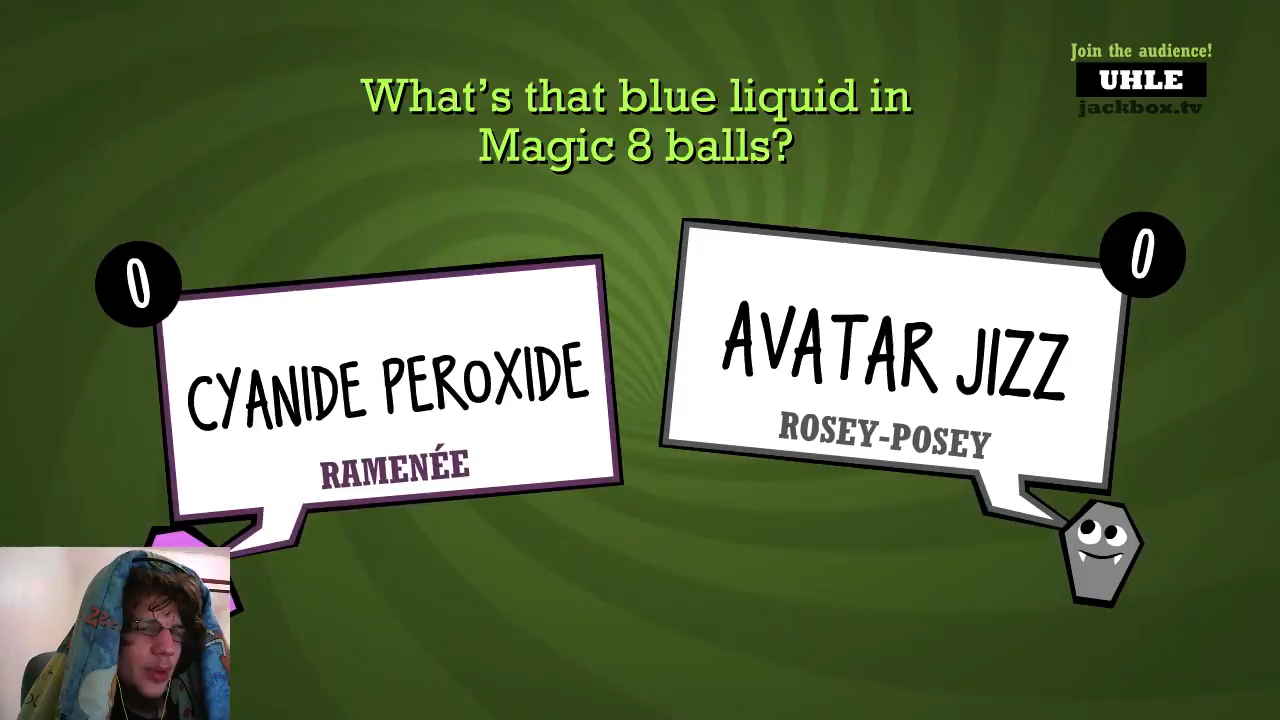 Join the audience!
UHLE
jackbox.tv
What's that blue liquid in
Magic 8 balls?
0
CYANIDE PEROXIDE
RAMENÉE
0
AVATAR JIZZ
ROSEY-POSEY